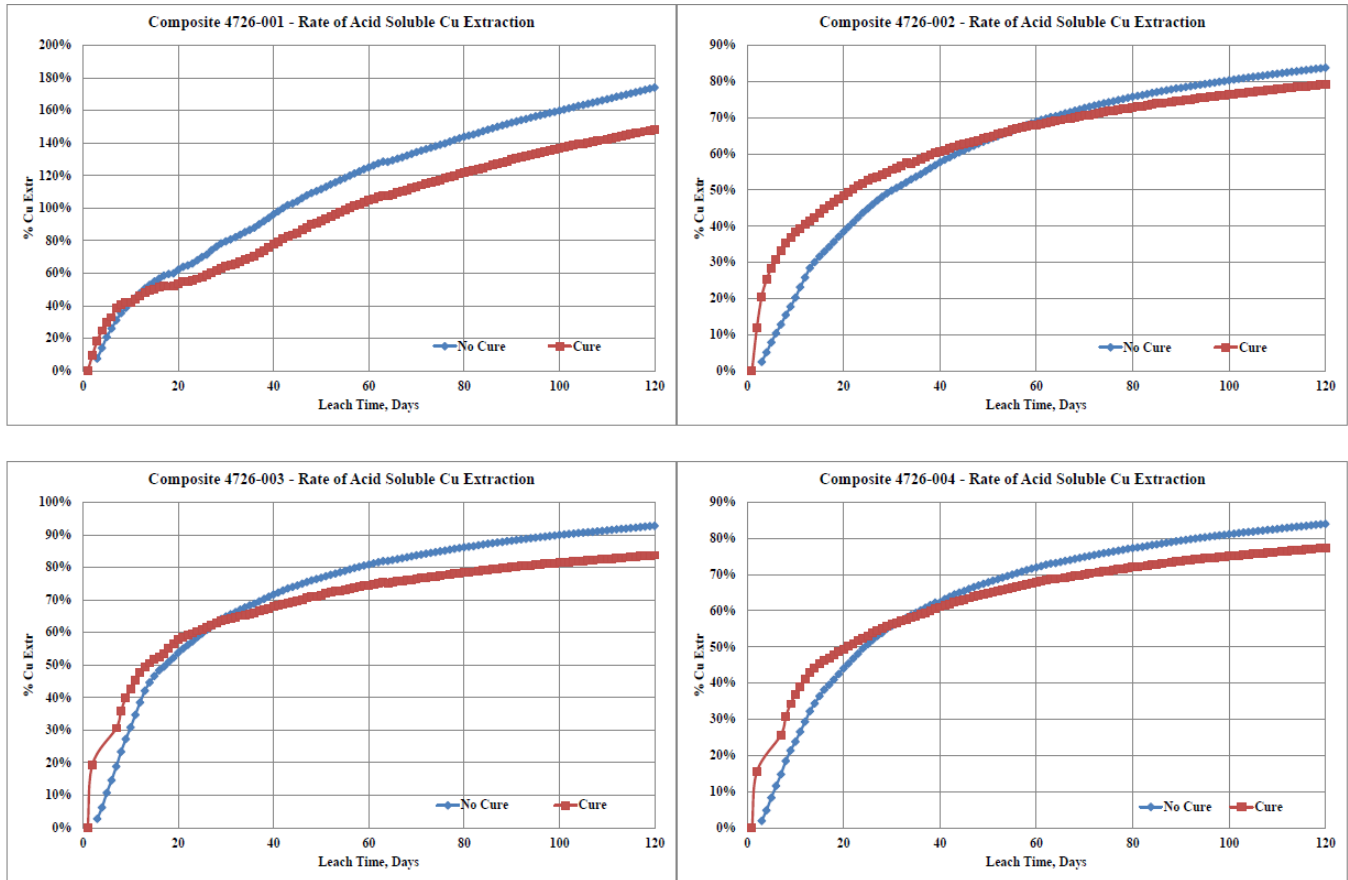 Composite 4726-001 - Rate of Acid Soluble Cu Extraction
200%
180%
160%
140%
120%
100%
80%
60%
40%
20%
0%
% Cu Extr
No Cure
Cure
0 20 40 60 80 100 120
Leach Time, Days
Composite 4726-002 - Rate of Acid Soluble Cu Extraction
90%
80%
70%
60%
50%
40%
30%
20%
10%
0%
% Cu Extr
No Cure
Cure
0 20 40 60 80 100 120
Leach Time, Days
Composite 4726-003 - Rate of Acid Soluble Cu Extraction
100%
90%
80%
70%
60%
50%
40%
30%
20%
10%
0%
% Cu Extr
No Cure
Cure
0 20 40 60 80 100 120
Leach Time, Days
Composite 4726-004 - Rate of Acid Soluble Cu Extraction
90%
80%
70%
60%
50%
40%
30%
20%
10%
0%
% Cu Extr
No Cure
Cure
0 20 40 60 80 100 120
Leach Time, Days